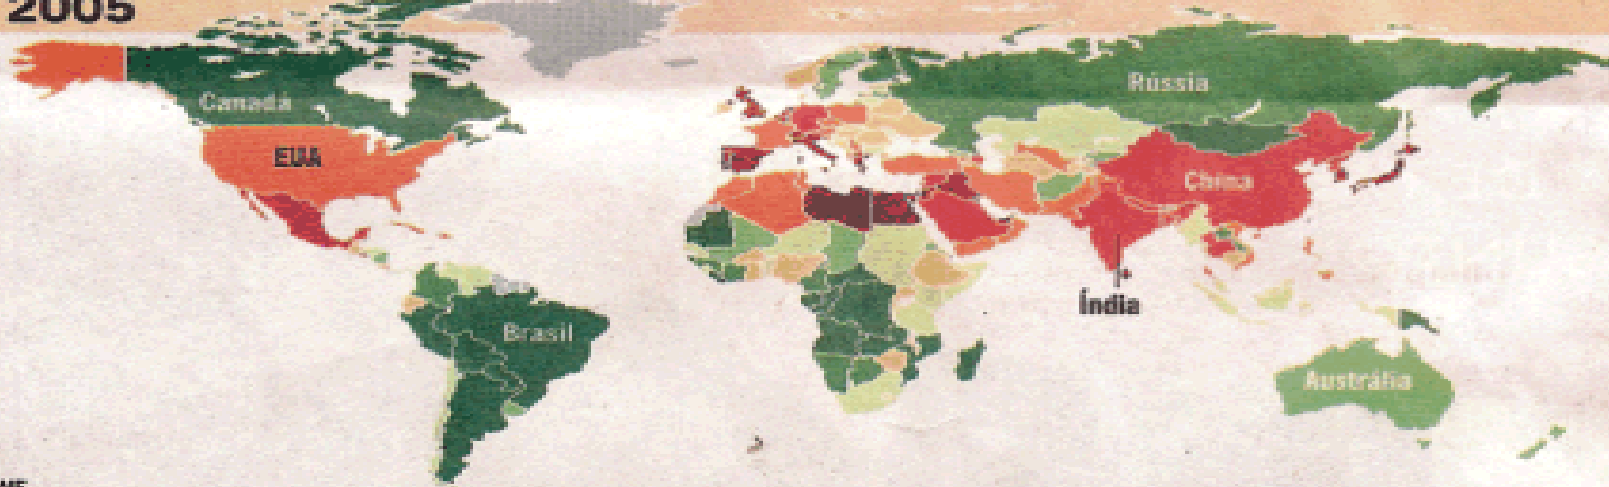 2005
Canadá
Rússia
EUA
China
Índia
Brasil
Austrália